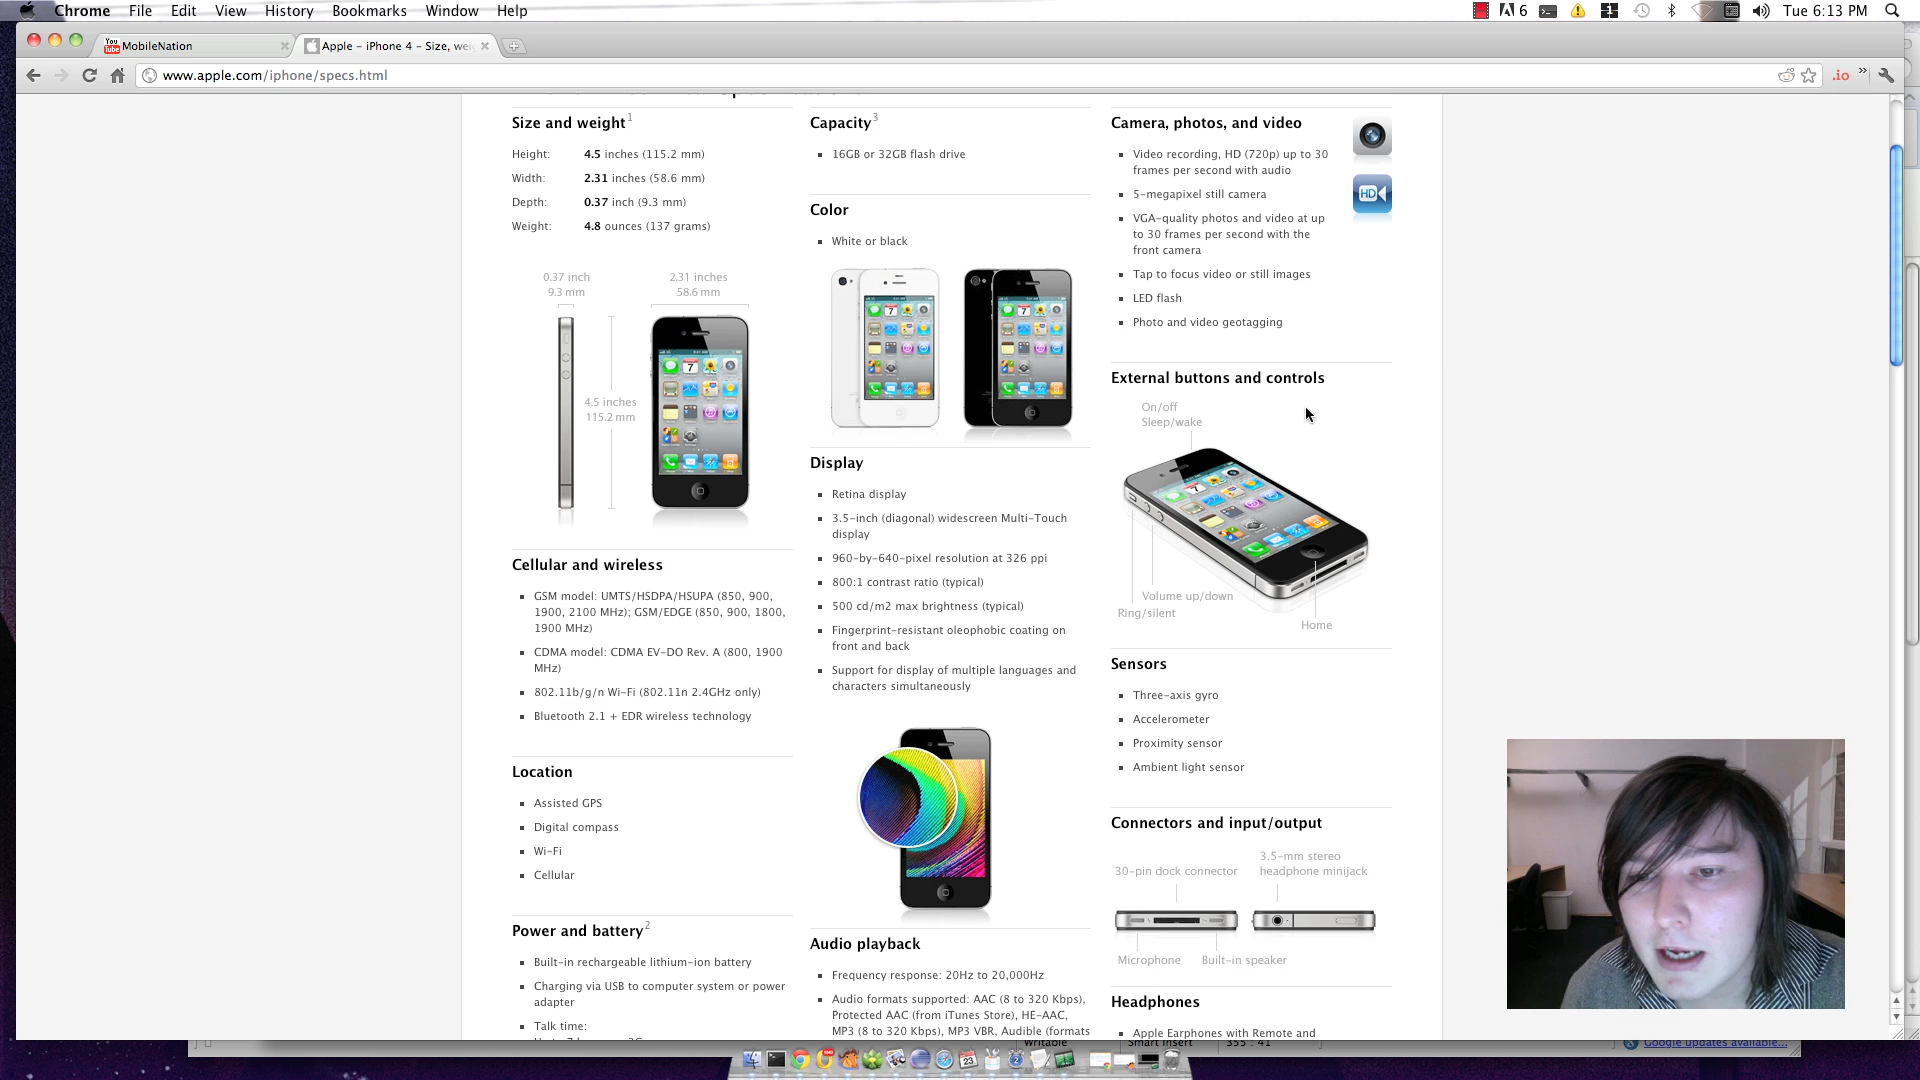 Chrome File Edit View History Bookmarks Window Help
6
Tue 6:13 PM
You Tube MobileNation
Apple - iPhone 4 - Size, wei
www.apple.com/iphone/specs.html
.io »
Size and weight1
Height: 4.5 inches (115.2 mm)
Width: 2.31 inches (58.6 mm)
Depth: 0.37 inch (9.3 mm)
Weight: 4.8 ounces (137 grams)
0.37 inch
9.3 mm
2.31 inches
58.6 mm
4.5 inches
115.2 mm
Cellular and wireless
GSM model: UMTS/HSDPA/HSUPA (850, 900,
1900, 2100 MHz); GSM/EDGE (850, 900, 1800,
1900 MHz)
CDMA model: CDMA EV-DO Rev. A (800, 1900
MHz)
802.11b/g/n Wi-Fi (802.11n 2.4GHz only)
Bluetooth 2.1 + EDR wireless technology
Location
Assisted GPS
Digital compass
Wi-Fi
Cellular
Power and battery2
Built-in rechargeable lithium-ion battery
Charging via USB to computer system or power
adapter
Talk time:
Capacity3
16GB or 32GB flash drive
Color
White or black
Display
Retina display
3.5-inch (diagonal) widescreen Multi-Touch
display
960-by-640-pixel resolution at 326 ppi
800:1 contrast ratio (typical)
500 cd/m2 max brightness (typical)
Fingerprint-resistant oleophobic coating on
front and back
Support for display of multiple languages and
characters simultaneously
Audio playback
Frequency response: 20Hz to 20,000Hz
Audio formats supported: AAC (8 to 320 Kbps),
Protected AAC (from iTunes Store), HE-AAC,
MP3 (8 to 320 Kbps), MP3 VBR, Audible (formats
Camera, photos, and video
Video recording, HD (720p) up to 30
frames per second with audio
5-megapixel still camera
VGA-quality photos and video at up
to 30 frames per second with the
front camera
Tap to focus video or still images
LED flash
Photo and video geotagging
HD
External buttons and controls
On/off
Sleep/wake
Volume up/down
Ring/silent
Home
Sensors
Three-axis gyro
Accelerometer
Proximity sensor
Ambient light sensor
Connectors and input/output
30-pin dock connector
3.5-mm stereo
headphone minijack
Microphone
Built-in speaker
Headphones
Apple Earphones with Remote and
Writable
Smart Insert
355 : 41
Google updates available...